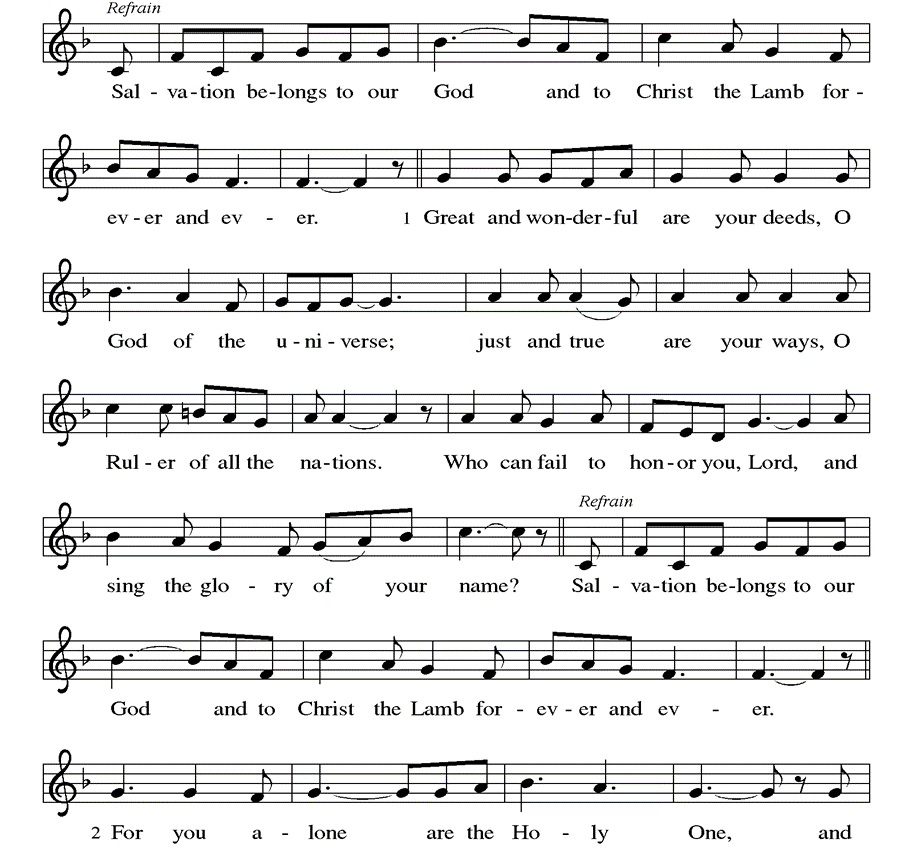 Refrain
Sal - va-tion be-longs to our God and to Christ the Lamb for-
ev-er and ev - er. 1 Great and won-der-ful are your deeds, O
God of the u-ni-verse; just and true are your ways, O
Rul-er of all the na-tions. Who can fail to hon-or you, Lord, and
Refrain
sing the glo - ry of your name? Sal - va-tion be-longs to our
God and to Christ the Lamb for - ev-er and ev - er.
2 For you a - lone are the Ho - ly One, and